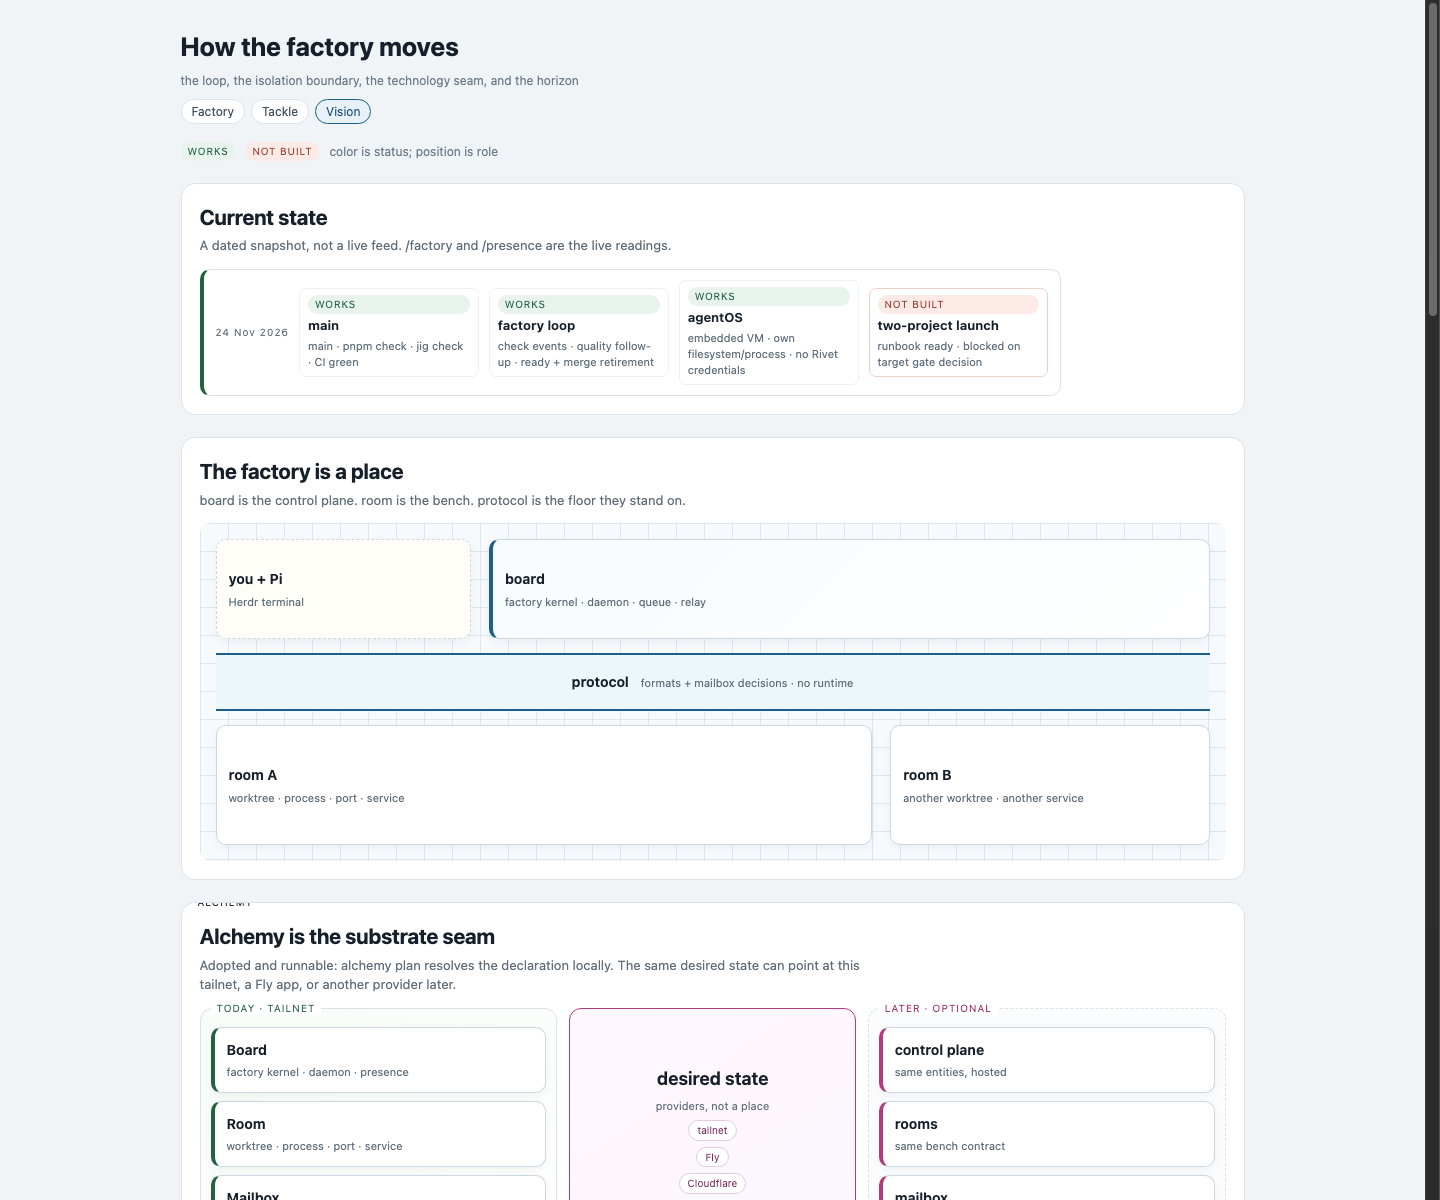 How the factory moves
the loop, the isolation boundary, the technology seam, and the horizon
Factory Tackle Vision
WORKS NOT BUILT color is status; position is role
Current state
A dated snapshot, not a live feed. /factory and /presence are the live readings.
24 Nov 2026
WORKS
main
main · pnpm check · jig check
· CI green
WORKS
factory loop
check events · quality follow-
up · ready + merge retirement
WORKS
agentOS
embedded VM · own
filesystem/process · no Rivet
credentials
NOT BUILT
two-project launch
runbook ready · blocked on
target gate decision
The factory is a place
board is the control plane. room is the bench. protocol is the floor they stand on.
you + Pi
Herdr terminal
board
factory kernel · daemon · queue · relay
protocol formats + mailbox decisions · no runtime
room A
worktree · process · port · service
room B
another worktree · another service
ALCHEMY
Alchemy is the substrate seam
Adopted and runnable: alchemy plan resolves the declaration locally. The same desired state can point at this
tailnet, a Fly app, or another provider later.
TODAY · TAILNET
Board
factory kernel · daemon · presence
Room
worktree · process · port · service
Mailbox
desired state
providers, not a place
tailnet
Fly
Cloudflare
LATER · OPTIONAL
control plane
same entities, hosted
rooms
same bench contract
mailbox